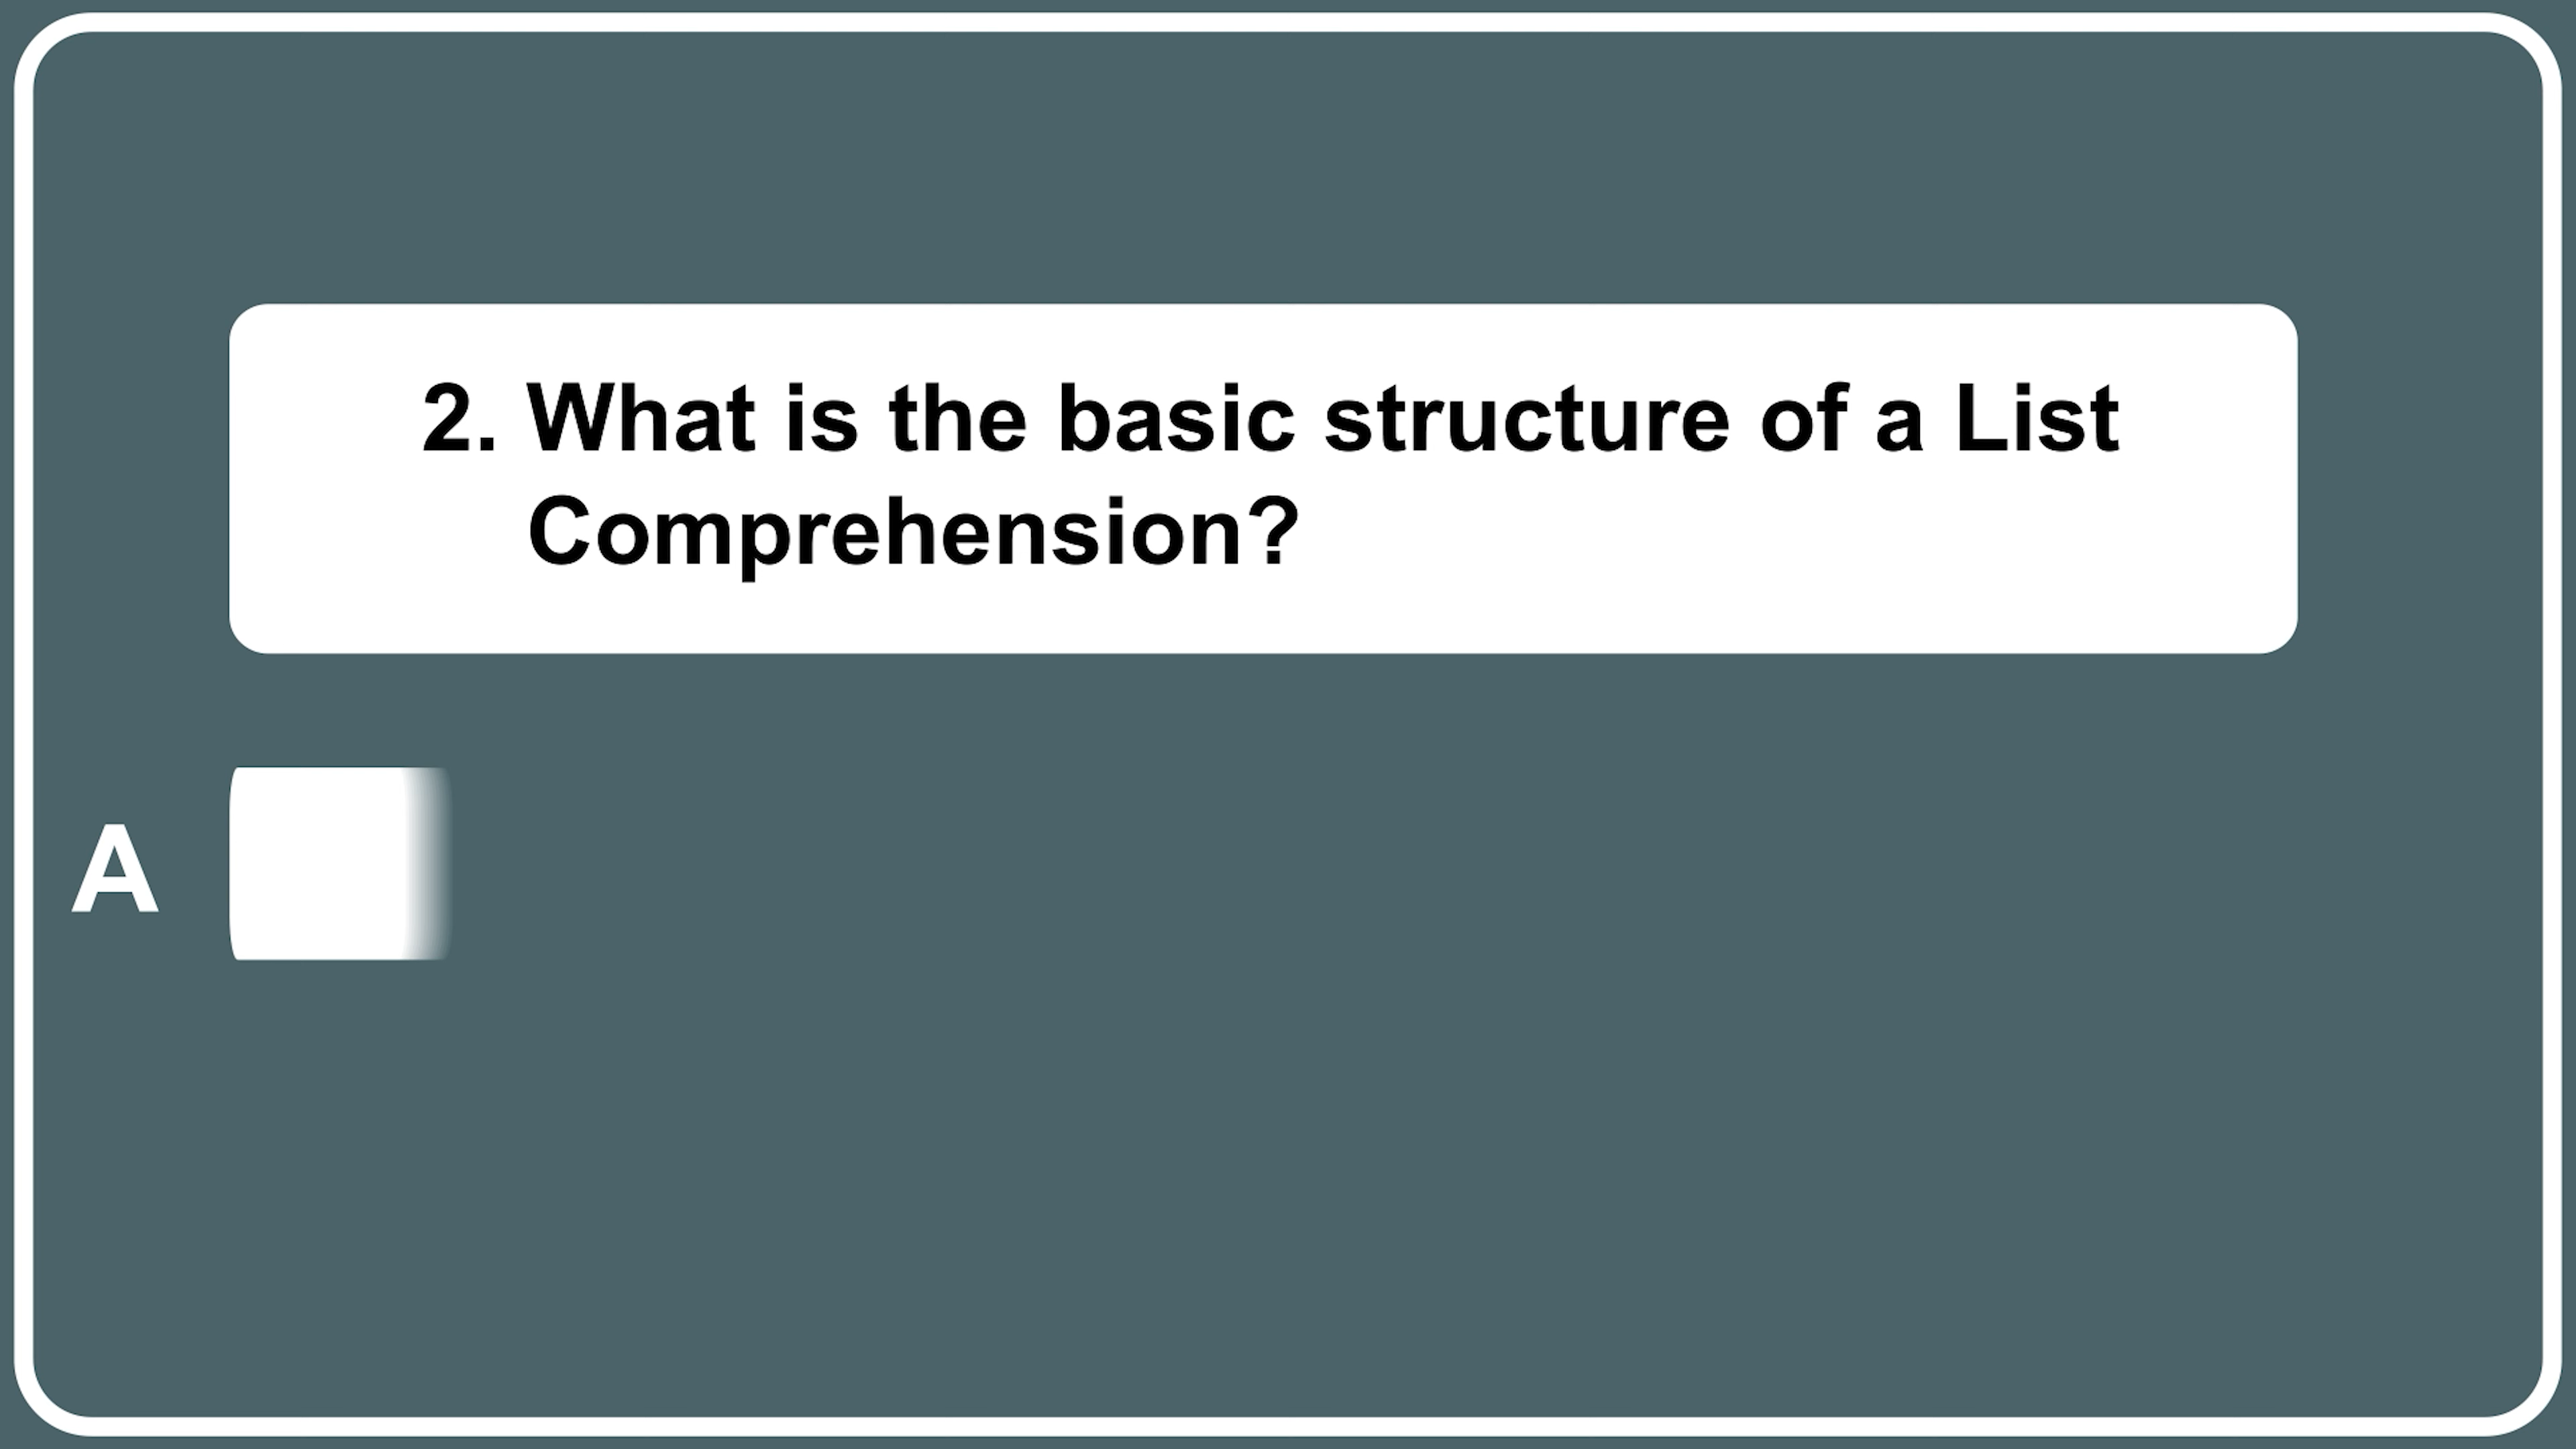 2. What is the basic structure of a List
Comprehension?
A